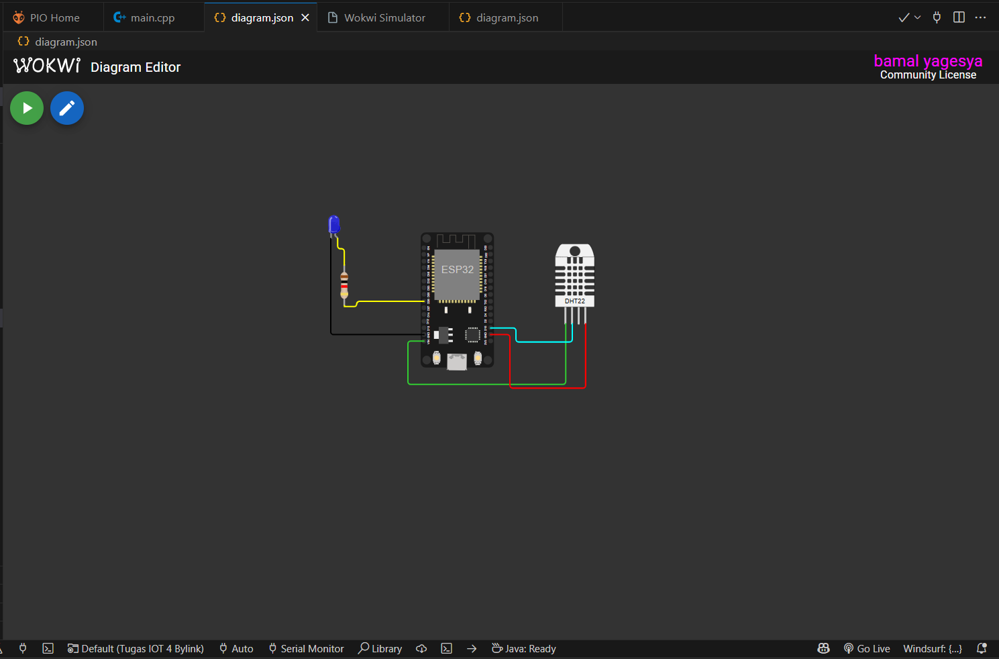 PIO Home
main.cpp
diagram.json
Wokwi Simulator
diagram.json
diagram.json
WOKWi Diagram Editor
bamal yagesya
Community License
ESP32
DHT22
Default (Tugas IOT 4 Bylink)
Auto
Serial Monitor
Library
Java: Ready
Go Live
Windsurf: {...}